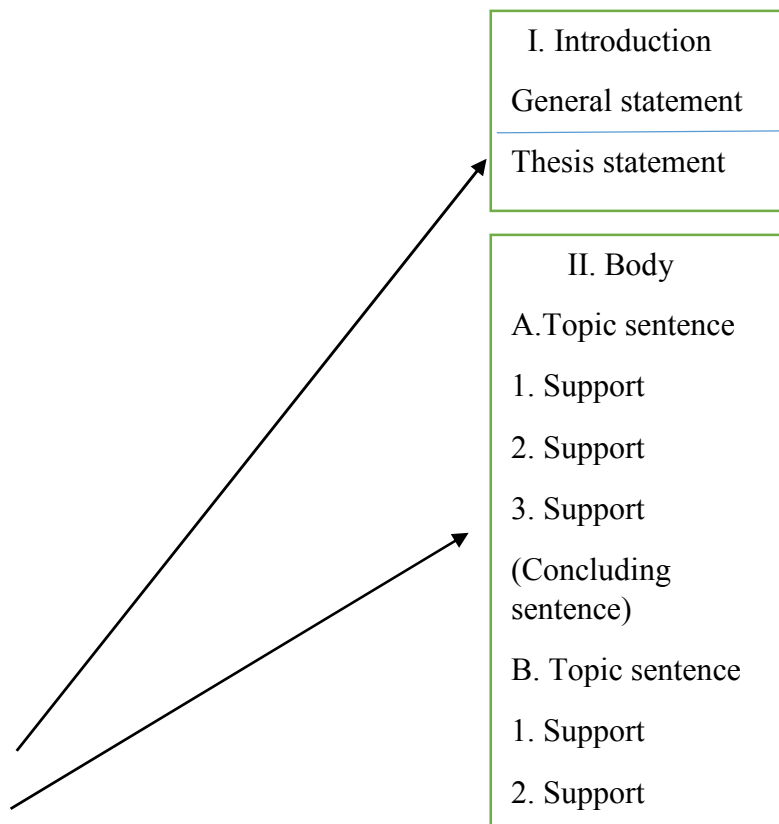 I. Introduction
General statement
Thesis statement
II. Body
A.Topic sentence
1. Support
2. Support
3. Support
(Concluding
sentence)
B. Topic sentence
1. Support
2. Support